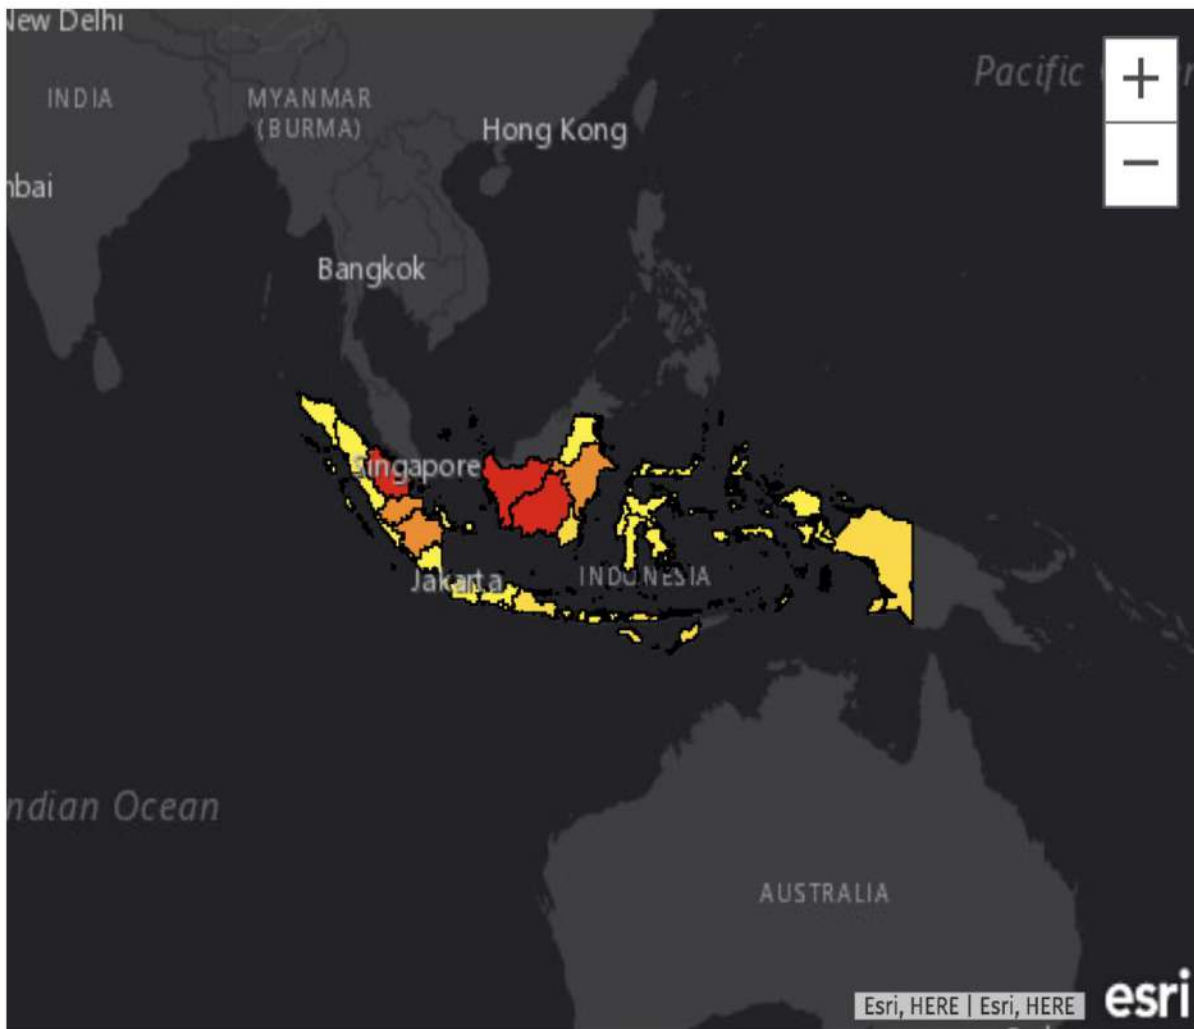 New Delhi
Pacific
INDIA
MYANMAR
(BURMA)
Hong Kong
nbai
Bangkok
Singapore
Jakarta
INDONESIA
ndian Ocean
AUSTRALIA
Esri, HERE | Esri, HERE
esri
+
−